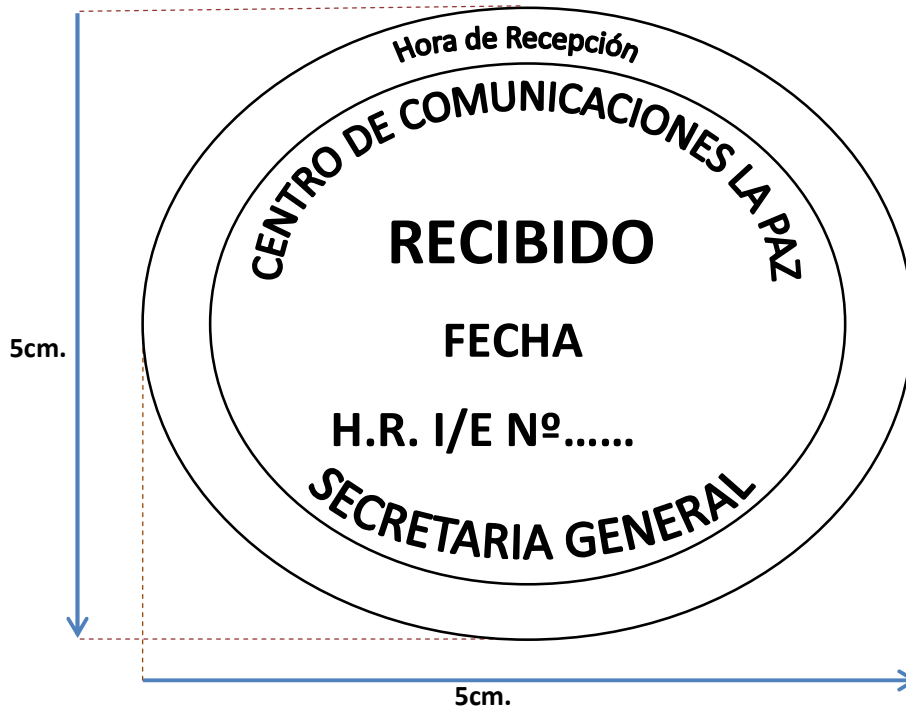 Hora de Recepción
CENTRO DE COMUNICACIONES LA PAZ
RECIBIDO
FECHA
5cm.
H.R. I/E Nº......
SECRETARIA GENERAL
5cm.